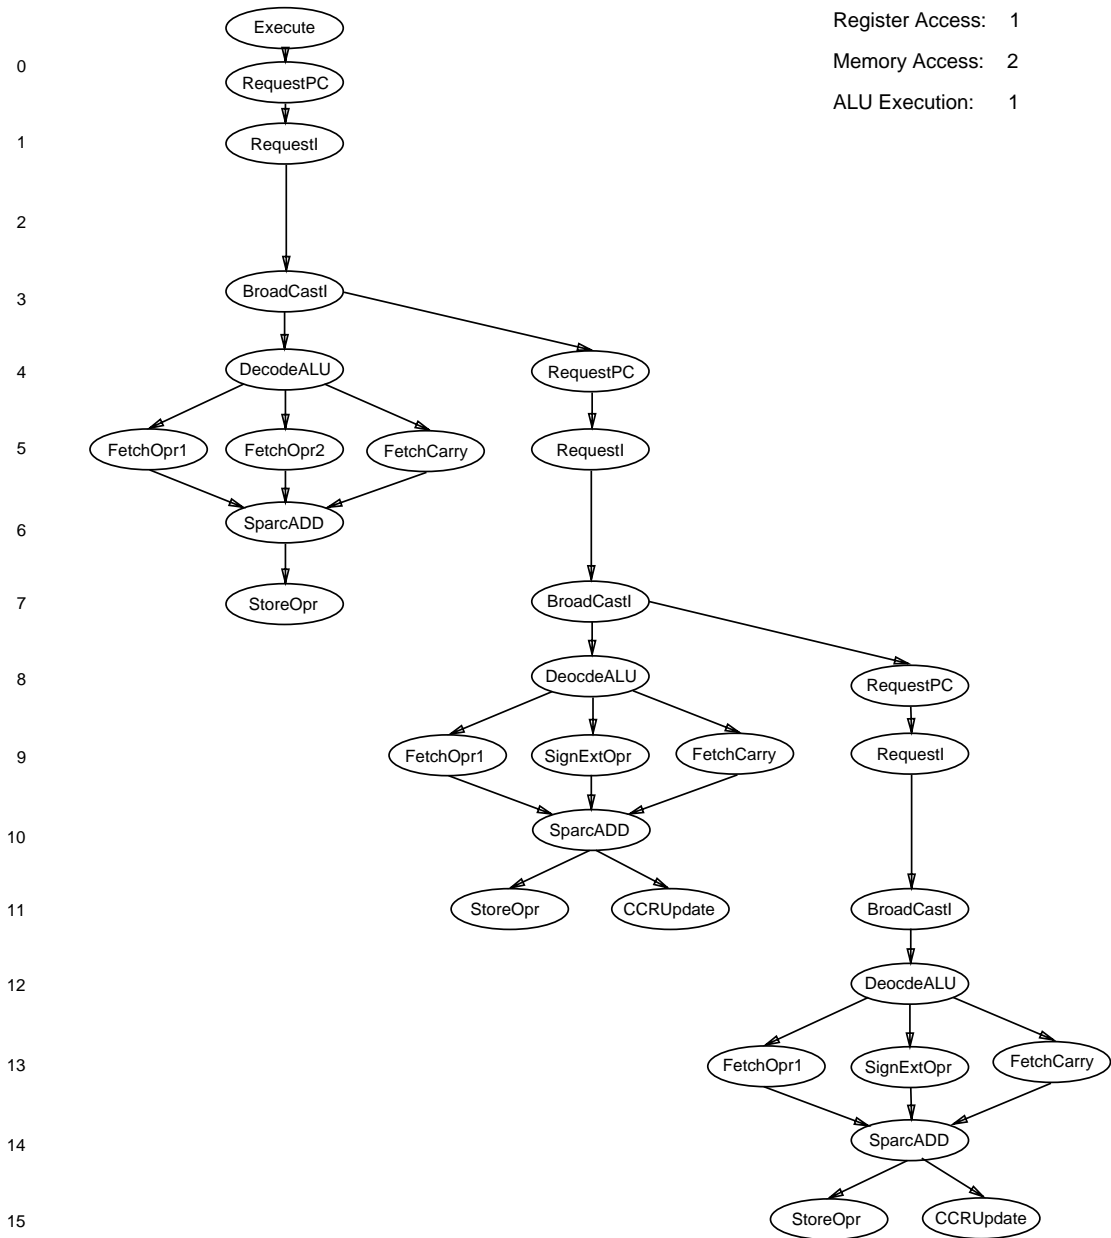 Execute
Register Access: 1
0
Memory Access: 2
RequestPC
ALU Execution: 1
1
RequestI
2
3
BroadCastI
4
DecodeALU
RequestPC
5
FetchOpr1
FetchOpr2
FetchCarry
RequestI
6
SparcADD
7
StoreOpr
BroadCastI
8
DeocdeALU
RequestPC
9
FetchOpr1
SignExtOpr
FetchCarry
RequestI
10
SparcADD
11
StoreOpr
CCRUpdate
BroadCastI
12
DeocdeALU
13
FetchOpr1
SignExtOpr
FetchCarry
14
SparcADD
15
StoreOpr
CCRUpdate